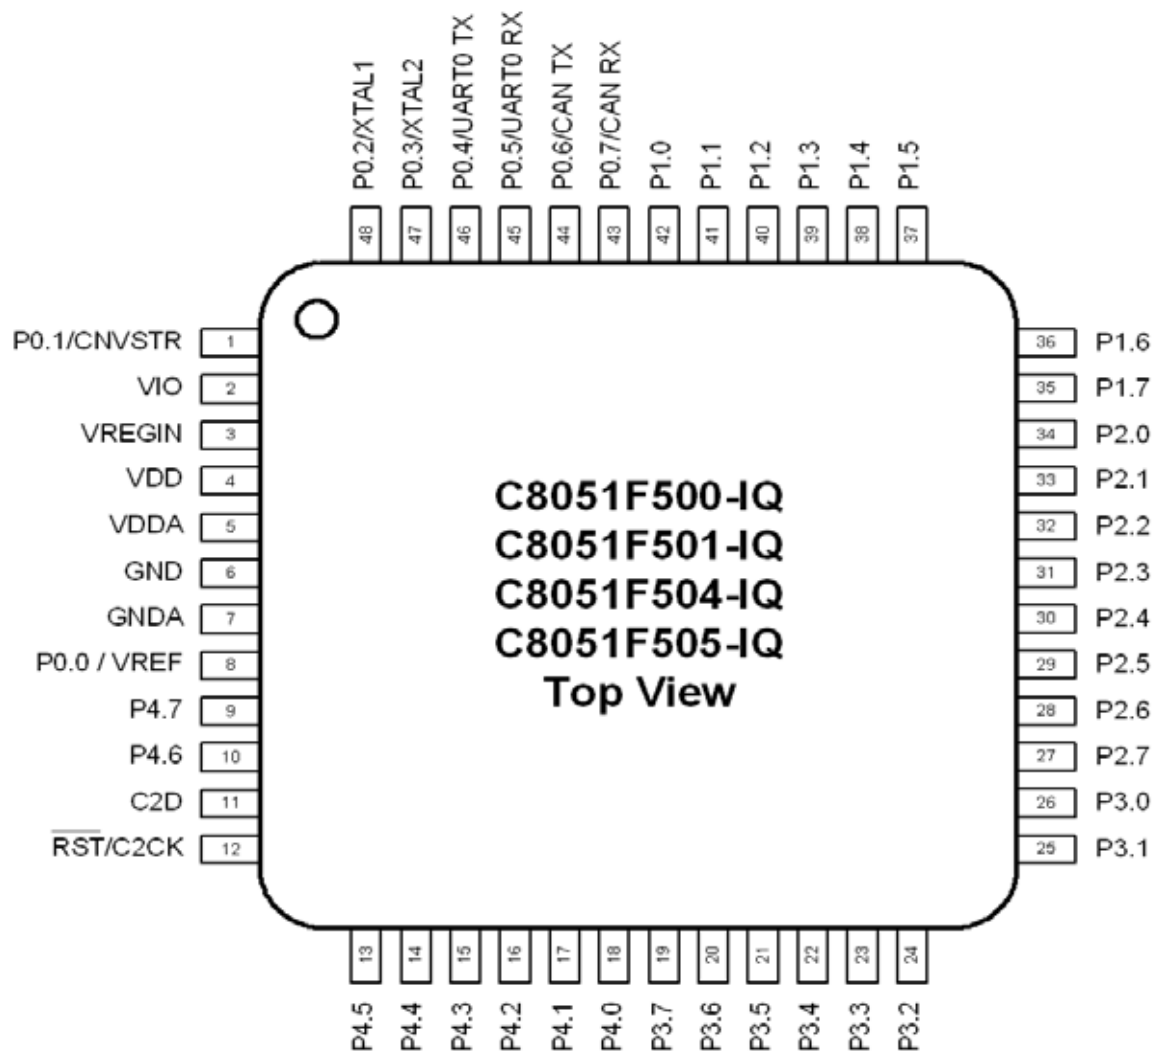 P0.2/XTAL1
P0.3/XTAL2
P0.4/UART0 TX
P0.5/UART0 RX
P0.6/CAN TX
P0.7/CAN RX
P1.0
P1.1
P1.2
P1.3
P1.4
P1.5
48
47
46
45
44
43
42
41
40
39
38
37
P0.1/CNVSTR 1
VIO 2
VREGIN 3
VDD 4
VDDA 5
GND 6
GNDA 7
P0.0 / VREF 8
P4.7 9
P4.6 10
C2D 11
RST/C2CK 12
C8051F500-IQ
C8051F501-IQ
C8051F504-IQ
C8051F505-IQ
Top View
36 P1.6
35 P1.7
34 P2.0
33 P2.1
32 P2.2
31 P2.3
30 P2.4
29 P2.5
28 P2.6
27 P2.7
26 P3.0
25 P3.1
13
14
15
16
17
18
19
20
21
22
23
24
P4.5
P4.4
P4.3
P4.2
P4.1
P4.0
P3.7
P3.6
P3.5
P3.4
P3.3
P3.2